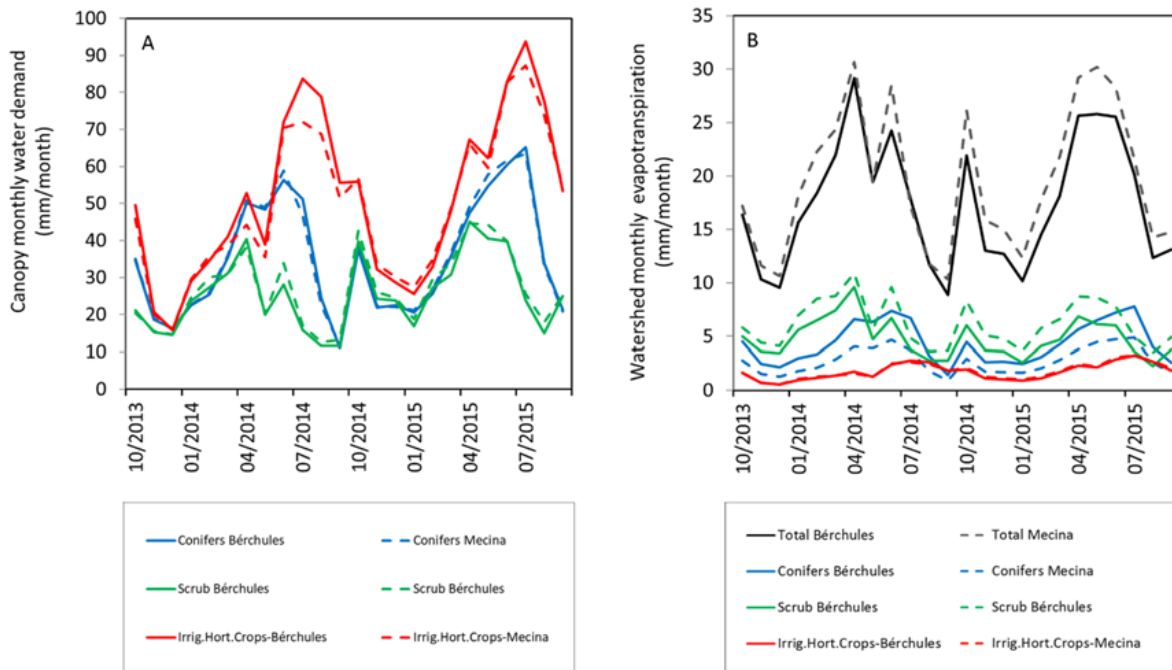 A
Canopy monthly water demand
(mm/month)
100
90
80
70
60
50
40
30
20
10
0
10/2013
01/2014
04/2014
07/2014
10/2014
01/2015
04/2015
07/2015
Conifers Bérchules
Conifers Mecina
Scrub Bérchules
Scrub Bérchules
Irrig.Hort.Crops-Bérchules
Irrig.Hort.Crops-Mecina
B
Watershed monthly evapotranspiration
(mm/month)
35
30
25
20
15
10
5
0
10/2013
01/2014
04/2014
07/2014
10/2014
01/2015
04/2015
07/2015
Total Bérchules
Total Mecina
Conifers Bérchules
Conifers Mecina
Scrub Bérchules
Scrub Bérchules
Irrig.Hort.Crops-Bérchules
Irrig.Hort.Crops-Mecina